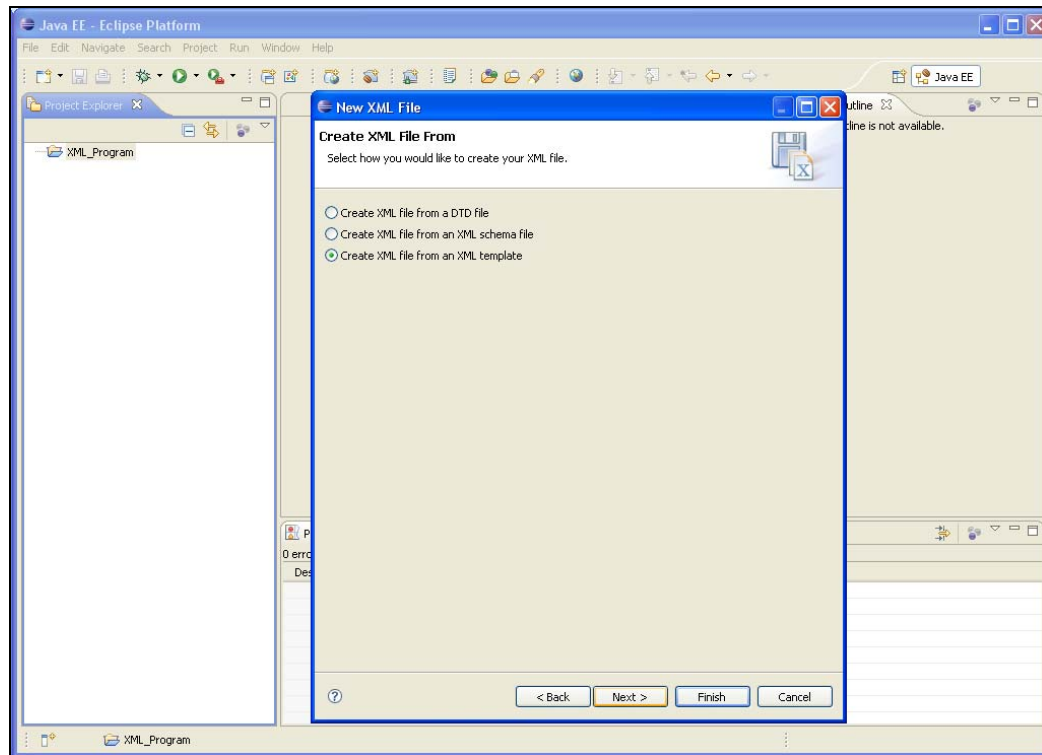 Java EE - Eclipse Platform
File Edit Navigate Search Project Run Window Help
Java EE
Project Explorer
XML_Program
New XML File
Create XML File From
Select how you would like to create your XML file.
Create XML file from a DTD file
Create XML file from an XML schema file
Create XML file from an XML template
utline
tline is not available.
P
0 erro
Des
< Back Next > Finish Cancel
XML_Program